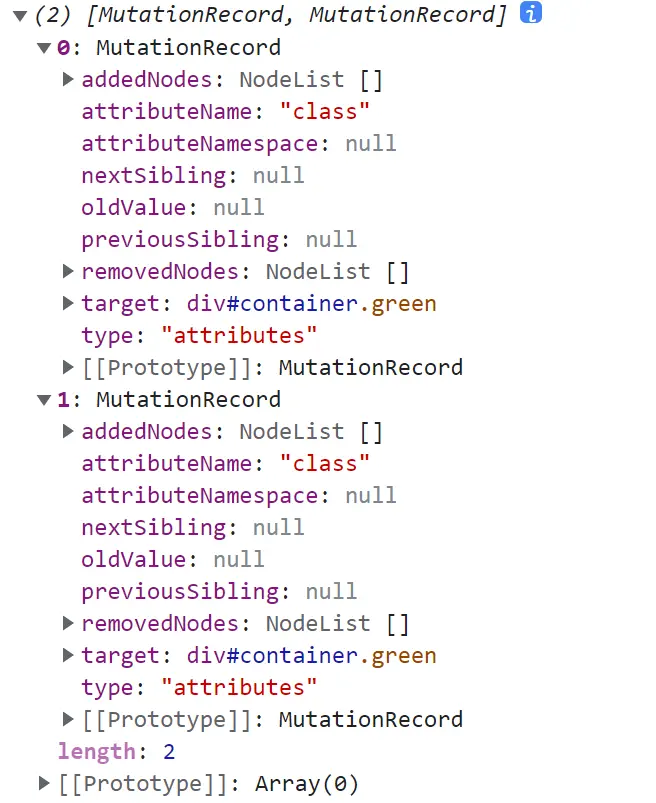 (2) [MutationRecord, MutationRecord] i
0: MutationRecord
addedNodes: NodeList []
attributeName: "class"
attributeNamespace: null
nextSibling: null
oldValue: null
previousSibling: null
removedNodes: NodeList []
target: div#container.green
type: "attributes"
[[Prototype]]: MutationRecord
1: MutationRecord
addedNodes: NodeList []
attributeName: "class"
attributeNamespace: null
nextSibling: null
oldValue: null
previousSibling: null
removedNodes: NodeList []
target: div#container.green
type: "attributes"
[[Prototype]]: MutationRecord
length: 2
[[Prototype]]: Array(0)